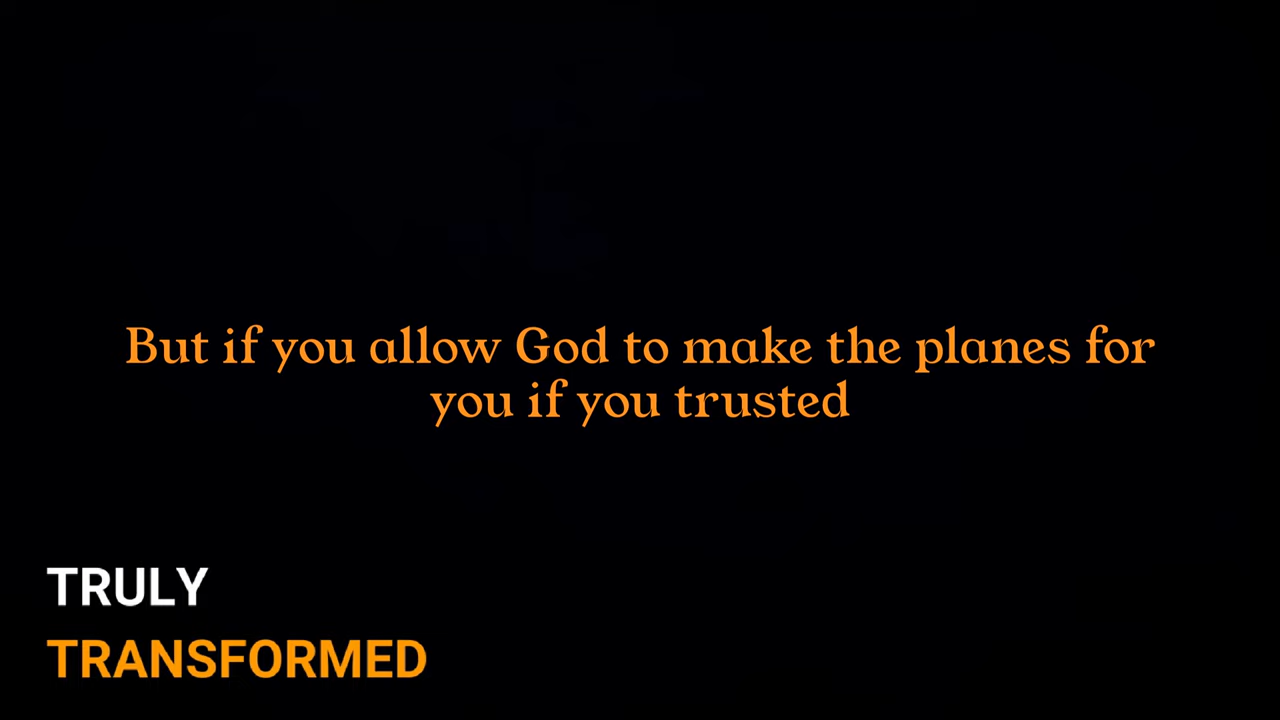 But if you allow God to make the planes for
you if you trusted
TRULY
TRANSFORMED